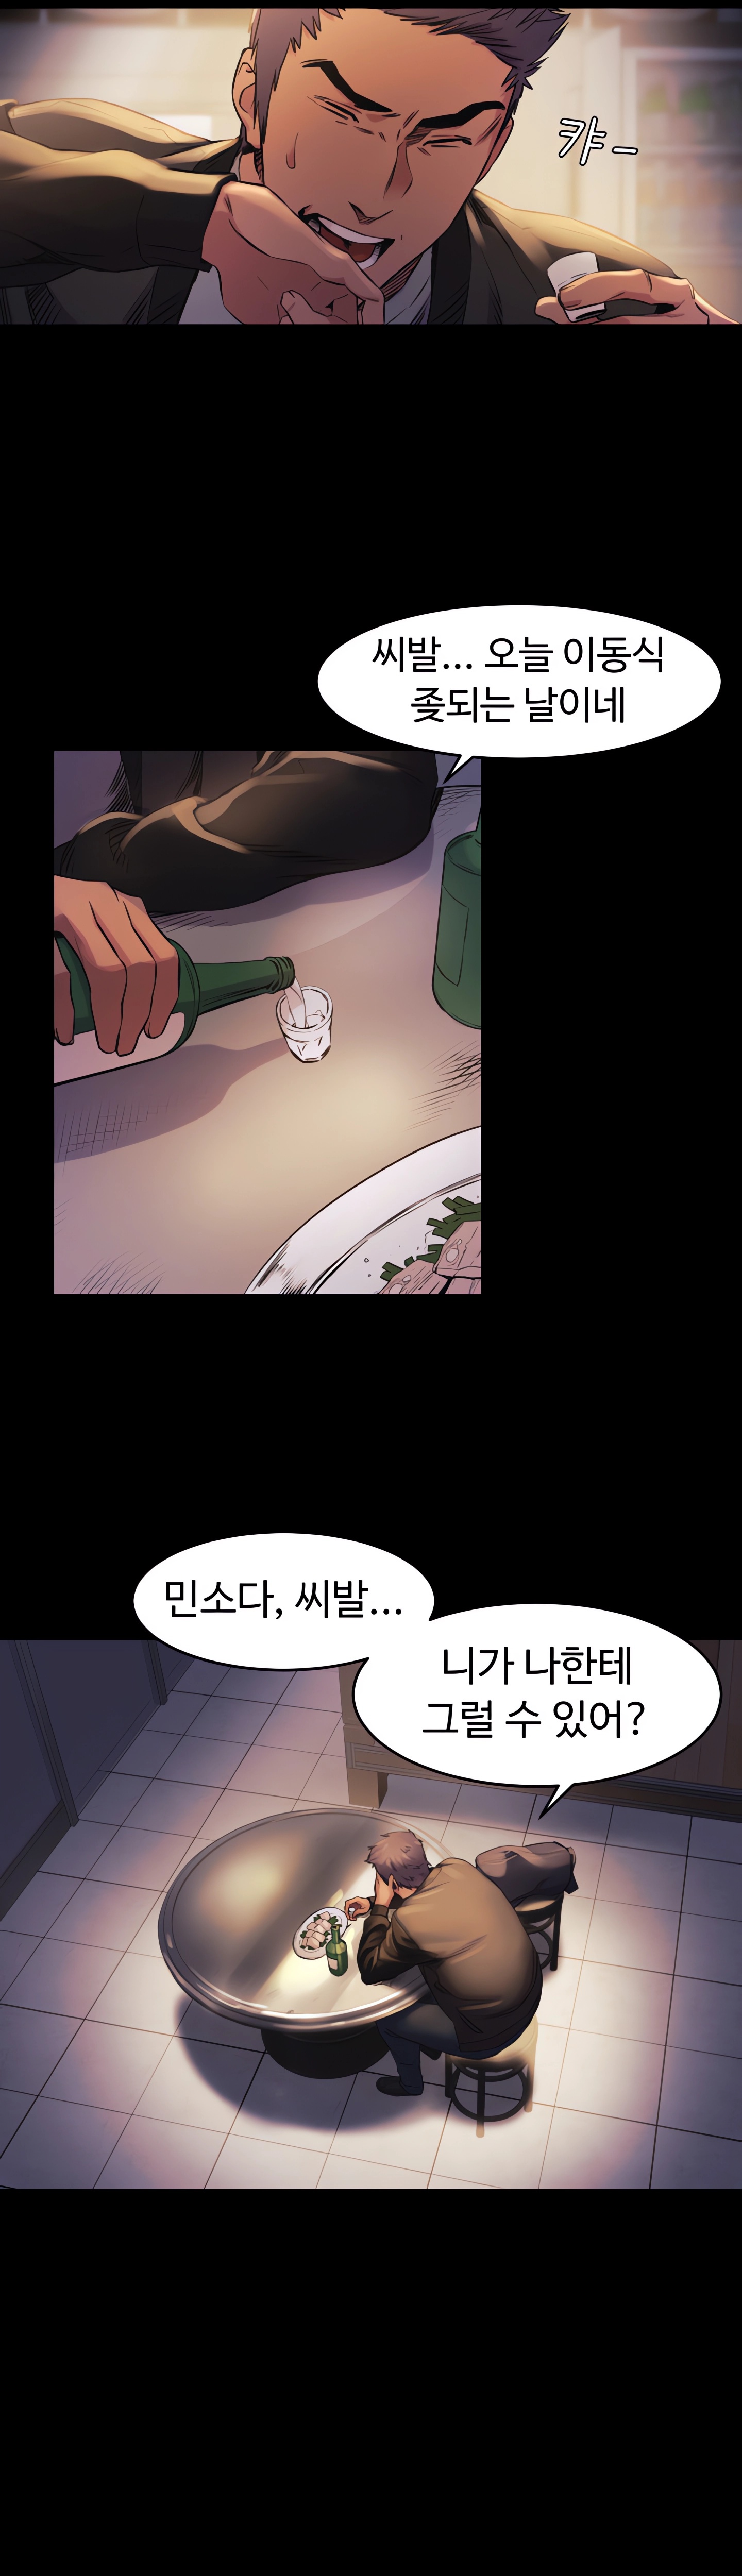 캬-
씨발... 오늘 이동식
좆되는 날이네
민소다, 씨발...
니가 나한테
그럴 수 있어?